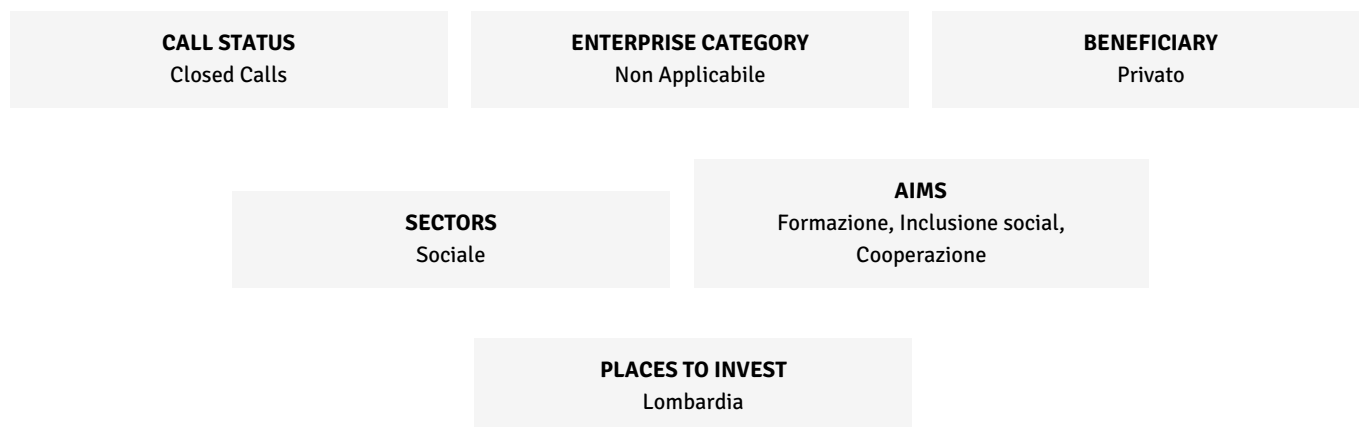 CALL STATUS
Closed Calls
ENTERPRISE CATEGORY
Non Applicabile
BENEFICIARY
Privato
SECTORS
Sociale
AIMS
Formazione, Inclusione social,
Cooperazione
PLACES TO INVEST
Lombardia